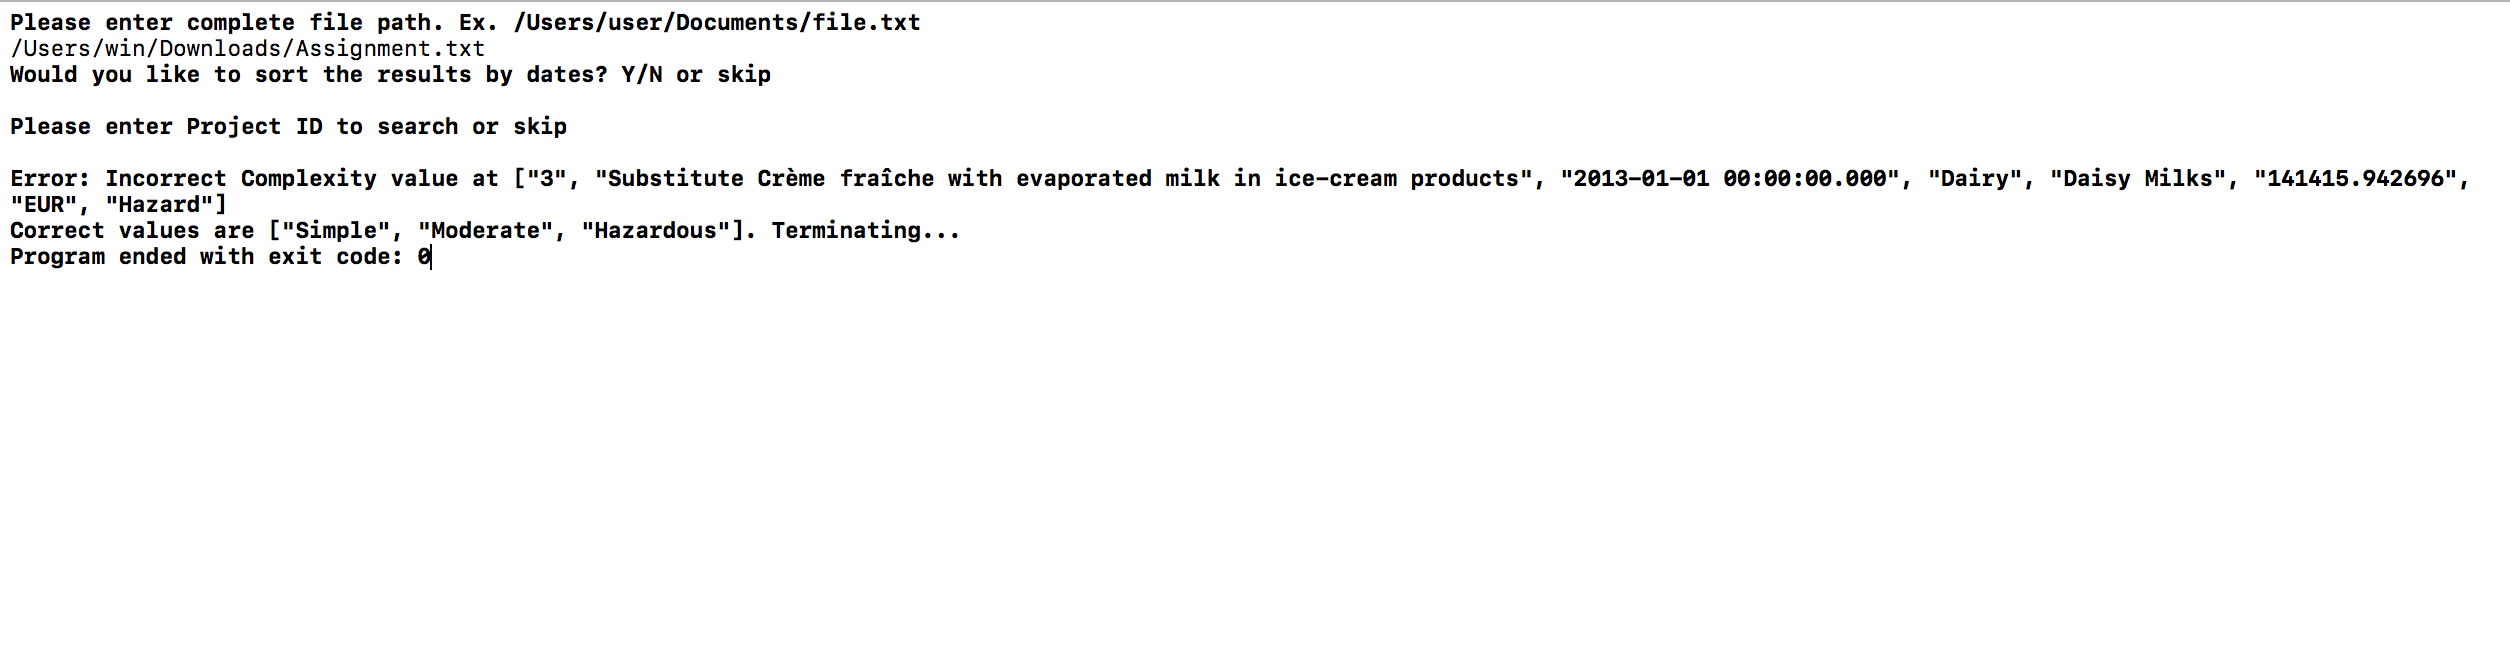 Please enter complete file path. Ex. /Users/user/Documents/file.txt
/Users/win/Downloads/Assignment.txt
Would you like to sort the results by dates? Y/N or skip
Please enter Project ID to search or skip
Error: Incorrect Complexity value at ["3", "Substitute Crème fraîche with evaporated milk in ice-cream products", "2013-01-01 00:00:00.000", "Dairy", "Daisy Milks", "141415.942696",
"EUR", "Hazard"]
Correct values are ["Simple", "Moderate", "Hazardous"]. Terminating...
Program ended with exit code: 0